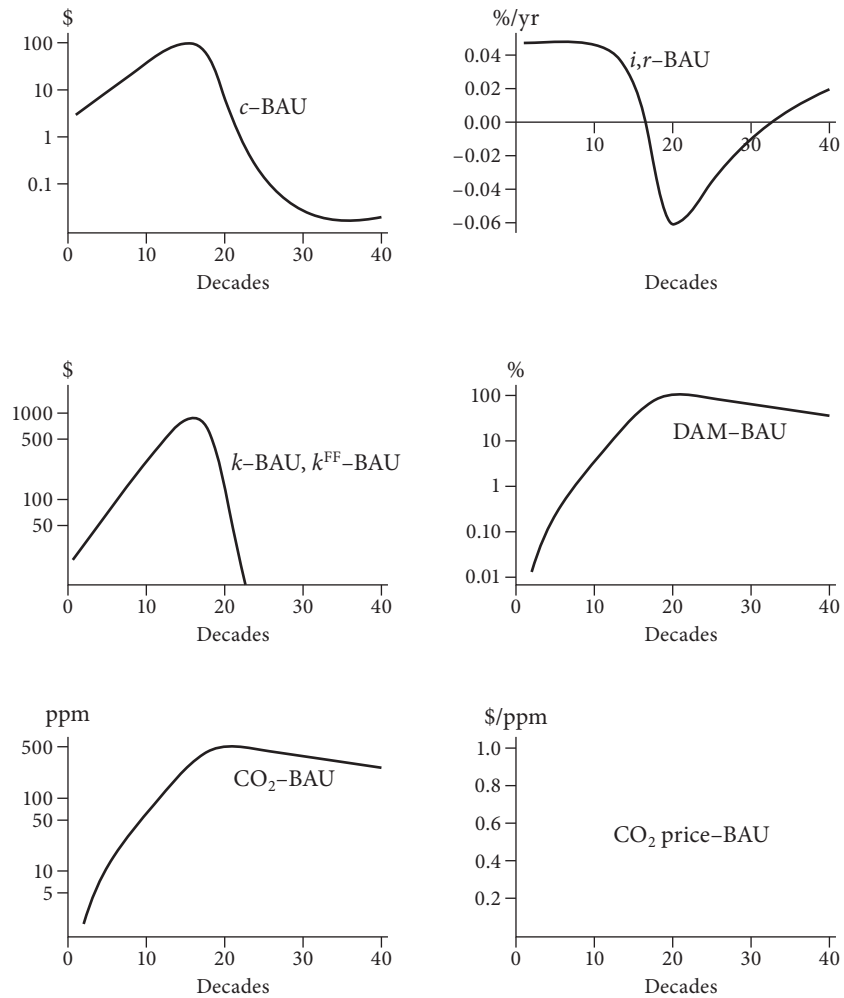 $
100
10
1
0.1
c–BAU
0 10 20 30 40
Decades
%/yr
0.04
0.02
0.00
–0.02
–0.04
–0.06
i,r–BAU
10 20 30 40
Decades
$
1000
500
100
50
k–BAU, kFF–BAU
0 10 20 30 40
Decades
%
100
10
1
0.10
0.01
DAM–BAU
0 10 20 30 40
Decades
ppm
500
100
50
10
5
CO2–BAU
0 10 20 30 40
Decades
$/ppm
1.0
0.8
0.6
0.4
0.2
CO2 price–BAU
0 10 20 30 40
Decades